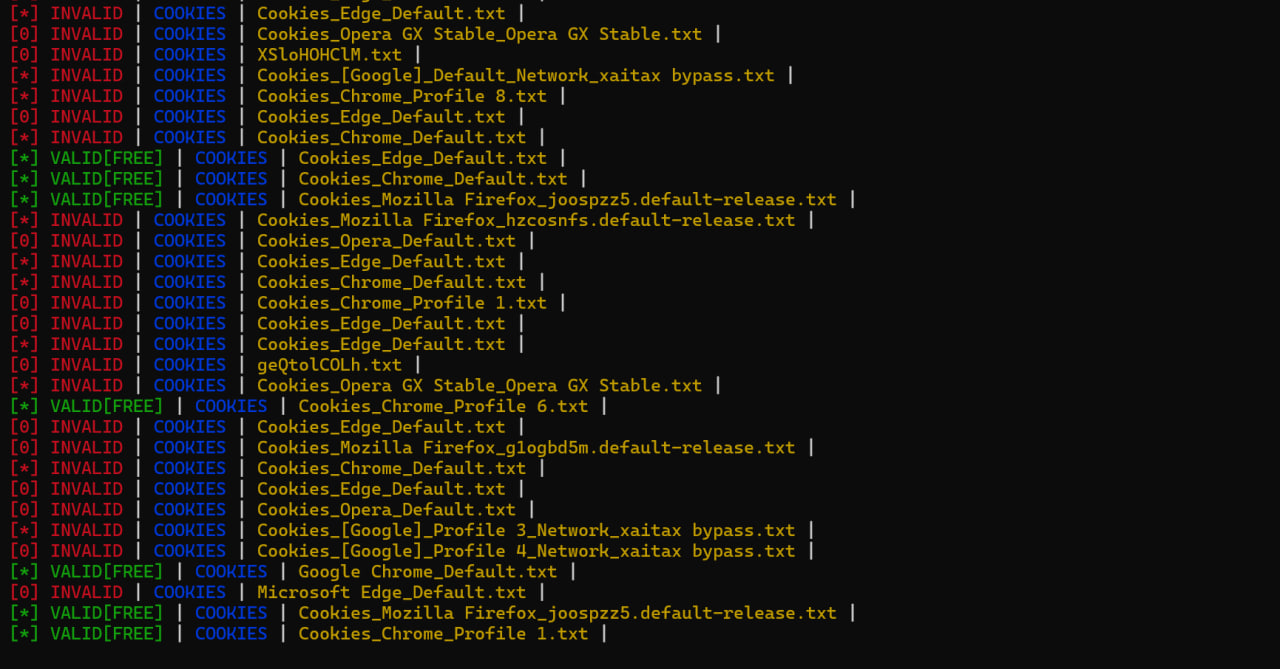 [*] INVALID | COOKIES | Cookies_Edge_Default.txt |
[0] INVALID | COOKIES | Cookies_Opera GX Stable_Opera GX Stable.txt |
[0] INVALID | COOKIES | XSloHOHClM.txt |
[*] INVALID | COOKIES | Cookies_[Google]_Default_Network_xaitax bypass.txt |
[*] INVALID | COOKIES | Cookies_Chrome_Profile 8.txt |
[0] INVALID | COOKIES | Cookies_Edge_Default.txt |
[*] INVALID | COOKIES | Cookies_Chrome_Default.txt |
[*] VALID[FREE] | COOKIES | Cookies_Edge_Default.txt |
[*] VALID[FREE] | COOKIES | Cookies_Chrome_Default.txt |
[*] VALID[FREE] | COOKIES | Cookies_Mozilla Firefox_joospzz5.default-release.txt |
[*] INVALID | COOKIES | Cookies_Mozilla Firefox_hzcosnfs.default-release.txt |
[0] INVALID | COOKIES | Cookies_Opera_Default.txt |
[*] INVALID | COOKIES | Cookies_Edge_Default.txt |
[*] INVALID | COOKIES | Cookies_Chrome_Default.txt |
[0] INVALID | COOKIES | Cookies_Chrome_Profile 1.txt |
[0] INVALID | COOKIES | Cookies_Edge_Default.txt |
[*] INVALID | COOKIES | Cookies_Edge_Default.txt |
[0] INVALID | COOKIES | geQtolCOLh.txt |
[*] INVALID | COOKIES | Cookies_Opera GX Stable_Opera GX Stable.txt |
[*] VALID[FREE] | COOKIES | Cookies_Chrome_Profile 6.txt |
[0] INVALID | COOKIES | Cookies_Edge_Default.txt |
[0] INVALID | COOKIES | Cookies_Mozilla Firefox_g1ogbd5m.default-release.txt |
[*] INVALID | COOKIES | Cookies_Chrome_Default.txt |
[0] INVALID | COOKIES | Cookies_Edge_Default.txt |
[0] INVALID | COOKIES | Cookies_Opera_Default.txt |
[*] INVALID | COOKIES | Cookies_[Google]_Profile 3_Network_xaitax bypass.txt |
[0] INVALID | COOKIES | Cookies_[Google]_Profile 4_Network_xaitax bypass.txt |
[*] VALID[FREE] | COOKIES | Google Chrome_Default.txt |
[0] INVALID | COOKIES | Microsoft Edge_Default.txt |
[*] VALID[FREE] | COOKIES | Cookies_Mozilla Firefox_joospzz5.default-release.txt |
[*] VALID[FREE] | COOKIES | Cookies_Chrome_Profile 1.txt |